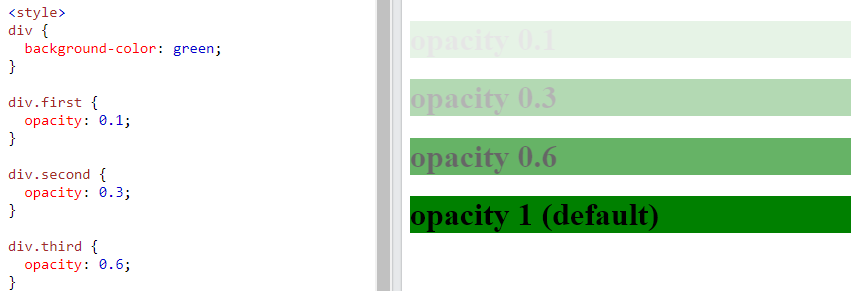 <style>
div {
  background-color: green;
}

div.first {
  opacity: 0.1;
}

div.second {
  opacity: 0.3;
}

div.third {
  opacity: 0.6;
}
opacity 0.1
opacity 0.3
opacity 0.6
opacity 1 (default)